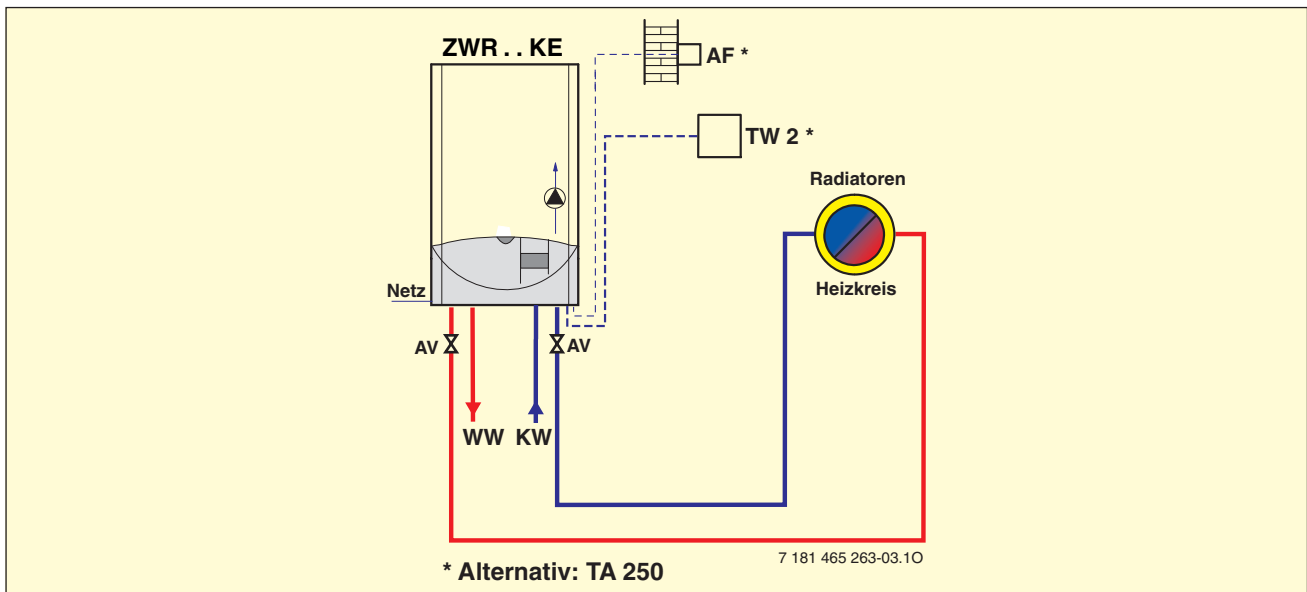 ZWR . . KE
AF *
TW 2 *
Radiatoren
Heizkreis
Netz
AV
AV
WW KW
7 181 465 263-03.1O
* Alternativ: TA 250